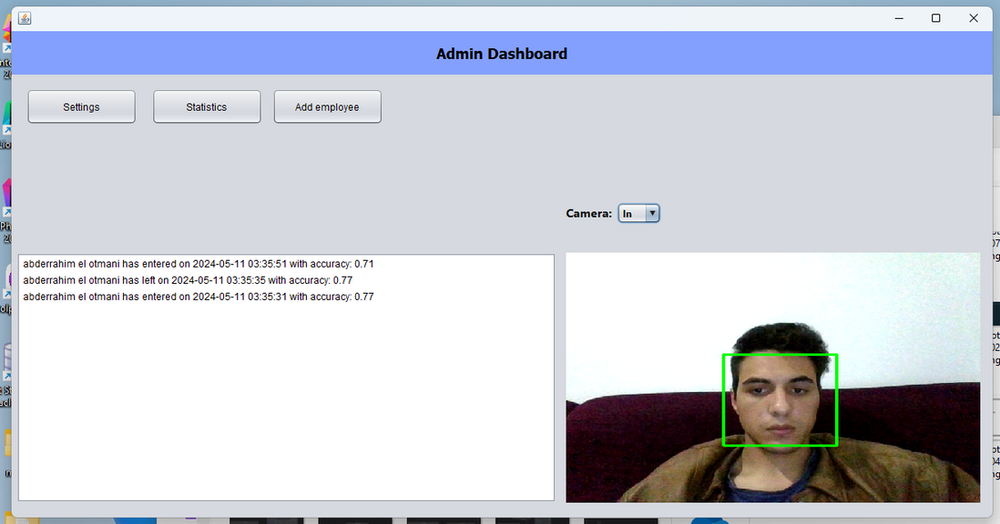 Admin Dashboard
Settings
Statistics
Add employee
Camera: In
abderrahim el otmani has entered on 2024-05-11 03:35:51 with accuracy: 0.71
abderrahim el otmani has left on 2024-05-11 03:35:35 with accuracy: 0.77
abderrahim el otmani has entered on 2024-05-11 03:35:31 with accuracy: 0.77